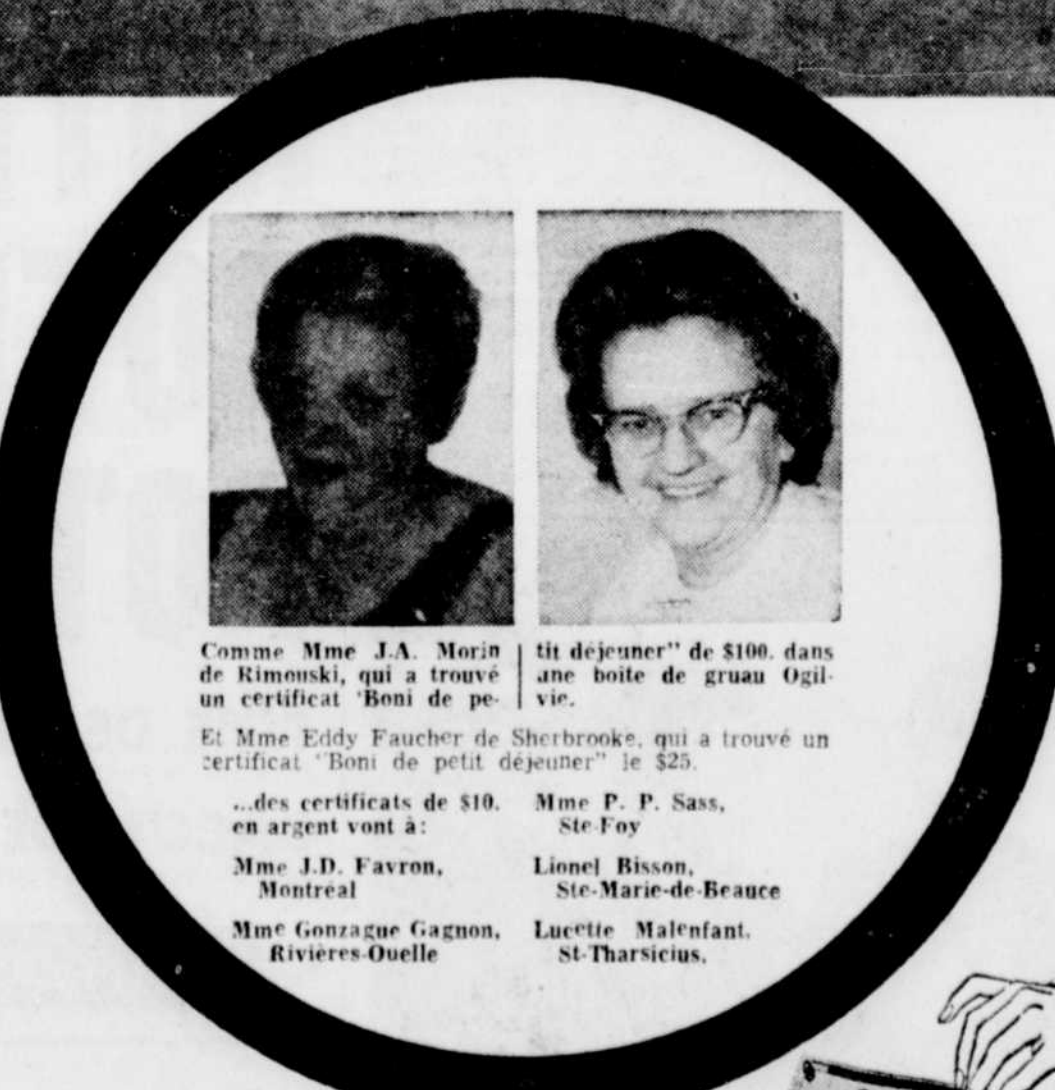 Comme Mme J.A. Morin
de Rimouski, qui a trouvé
un certificat 'Boni de pe-
tit déjeuner" de $100. dans
une boite de gruau Ogil-
vie.
Et Mme Eddy Faucher de Sherbrooke, qui a trouvé un
certificat "Boni de petit déjeuner" le $25.
...des certificats de $10.
en argent vont à:
Mme J.D. Favron,
Montréal
Mme Gonzague Gagnon,
Rivières-Ouelle
Mme P. P. Sass,
Ste-Foy
Lionel Bisson,
Ste-Marie-de-Beauce
Lucette Malenfant.
St-Tharsicius.